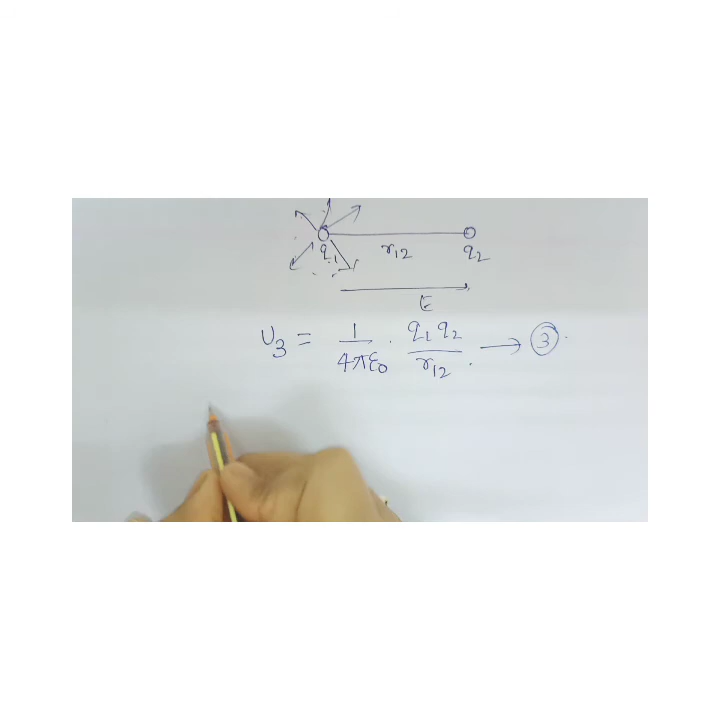 q₁ r₁₂ q₂
E
U₃ = 1/4πε₀ . q₁q₂/r₁₂ . → ③.